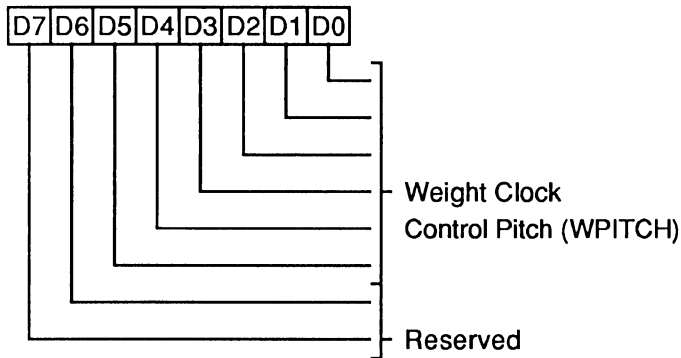 D7 D6 D5 D4 D3 D2 D1 D0
Weight Clock
Control Pitch (WPITCH)
Reserved